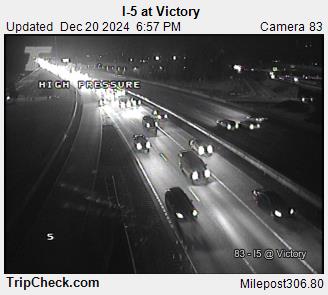 I-5 at Victory
Updated Dec 20 2024 6:57 PM Camera 83
HIGH PRESSURE
S
83 - I5 @ Victory
TripCheck.com Milepost306.80